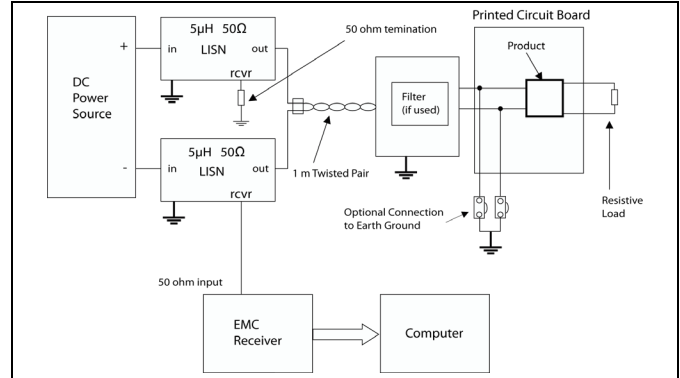 Printed Circuit Board
5µH 50Ω
LISN
in
out
rcvr
+
50 ohm temination
Product
DC
Power
Source
Filter
(if used)
5µH 50Ω
LISN
-
in
out
rcvr
1 m Twisted Pair
Optional Connection
to Earth Ground
Resistive
Load
50 ohm input
EMC
Receiver
Computer